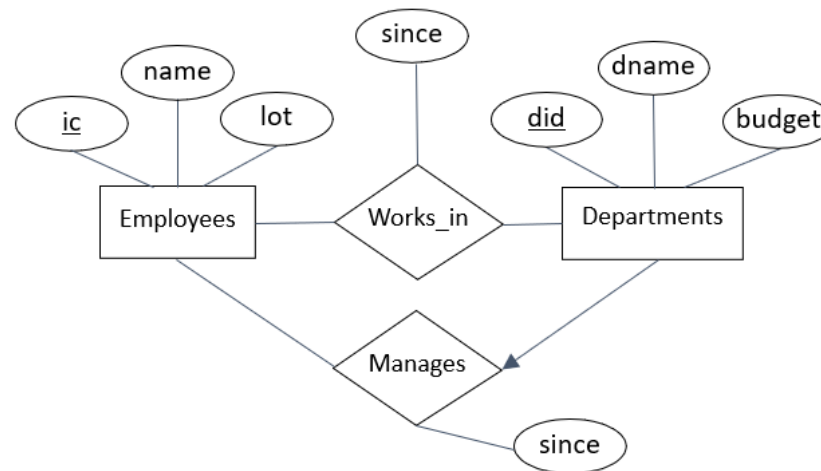 since
name
dname
ic
lot
did
budget
Employees
Works_in
Departments
Manages
since